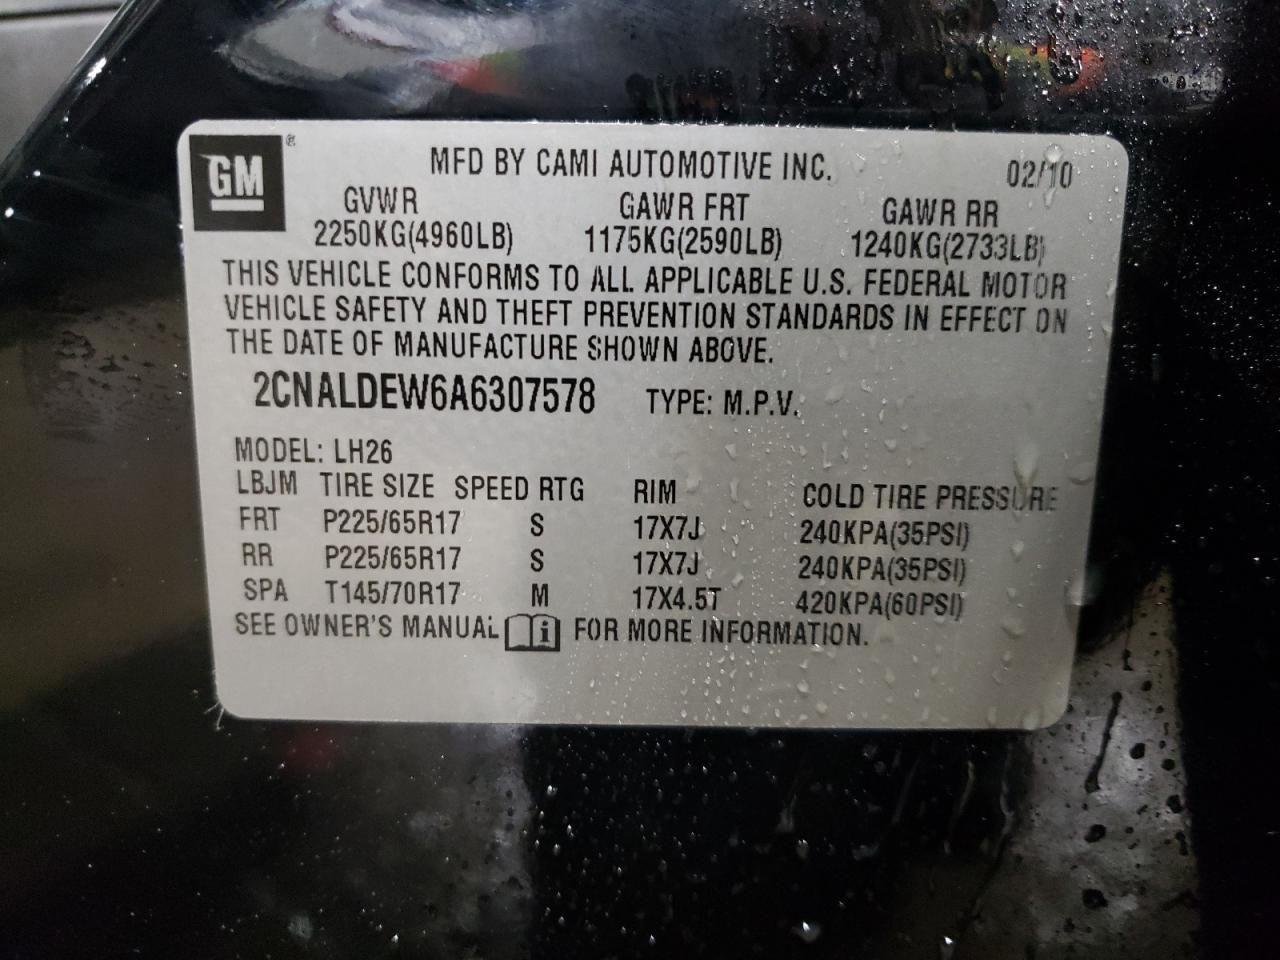 GM ®
MFD BY CAMI AUTOMOTIVE INC. 02/10
GVWR GAWR FRT GAWR RR
2250KG(4960LB) 1175KG(2590LB) 1240KG(2733LB)
THIS VEHICLE CONFORMS TO ALL APPLICABLE U.S. FEDERAL MOTOR
VEHICLE SAFETY AND THEFT PREVENTION STANDARDS IN EFFECT ON
THE DATE OF MANUFACTURE SHOWN ABOVE.
2CNALDEW6A6307578 TYPE: M.P.V.
MODEL: LH26
LBJM TIRE SIZE SPEED RTG RIM COLD TIRE PRESSURE
FRT P225/65R17 S 17X7J 240KPA(35PSI)
RR P225/65R17 S 17X7J 240KPA(35PSI)
SPA T145/70R17 M 17X4.5T 420KPA(60PSI)
SEE OWNER'S MANUAL i FOR MORE INFORMATION.